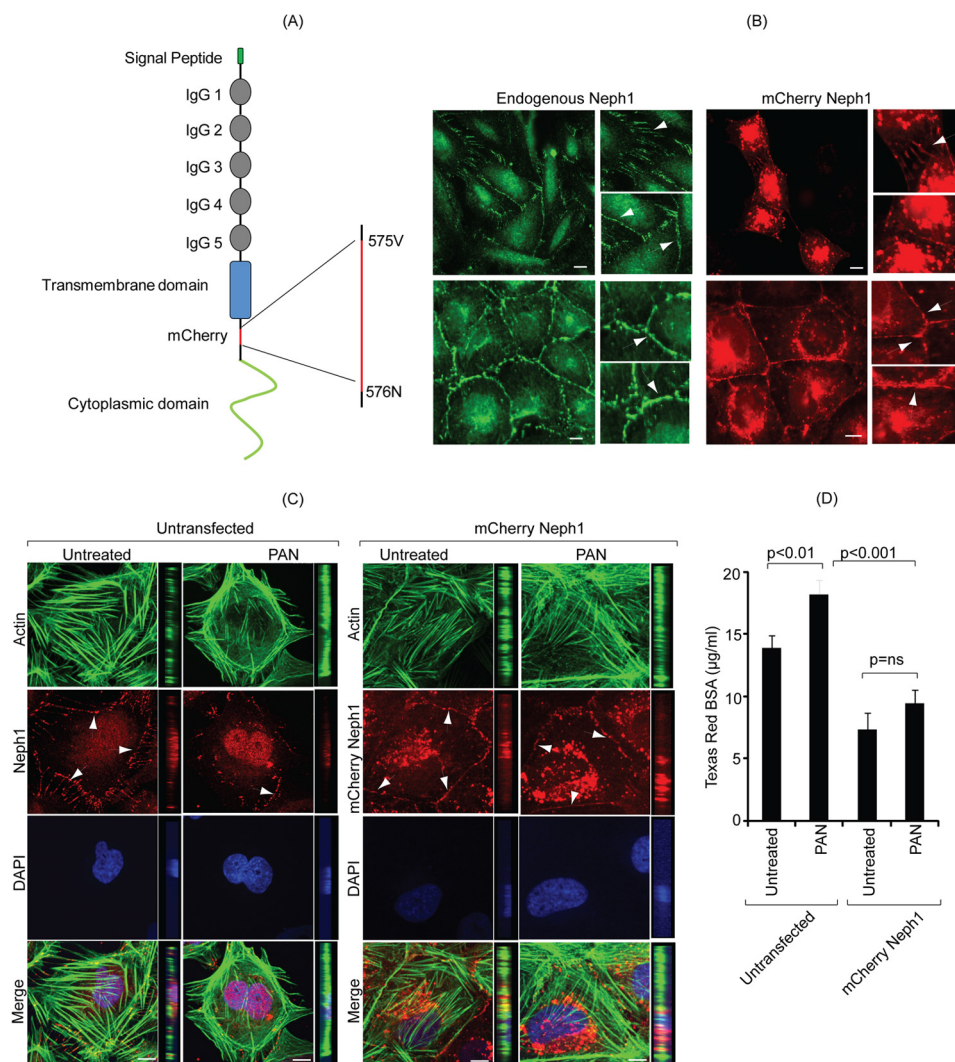 (A)
Signal Peptide
IgG 1
IgG 2
IgG 3
IgG 4
IgG 5
Transmembrane domain
mCherry
Cytoplasmic domain
575V
576N
(B)
Endogenous Neph1
mCherry Neph1
(C)
Untransfected
mCherry Neph1
Untreated
PAN
Untreated
PAN
Actin
Neph1
DAPI
Merge
Actin
mCherry Neph1
DAPI
Merge
(D)
p<0.01
p<0.001
p=ns
Texas Red BSA (µg/ml)
20
15
10
5
0
Untreated
PAN
Untreated
PAN
Untransfected
mCherry Neph1